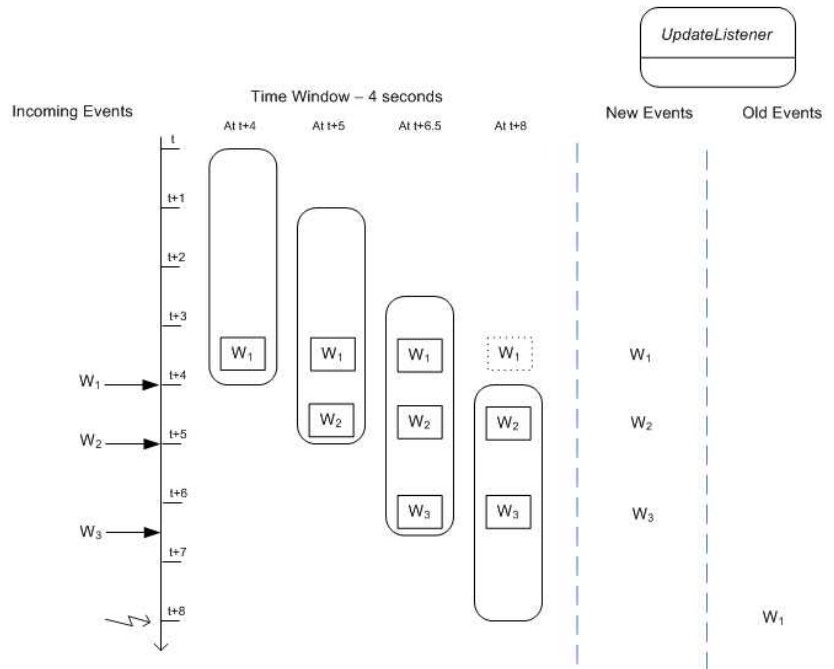 UpdateListener
Time Window – 4 seconds
Incoming Events
New Events
Old Events
At t+4
At t+5
At t+6.5
At t+8
t
t+1
t+2
t+3
W₁
W₁
W₁
W₁
W₁
W₁
t+4
W₂
W₂
W₂
W₂
W₂
t+5
t+6
W₃
W₃
W₃
W₃
t+7
t+8
W₁